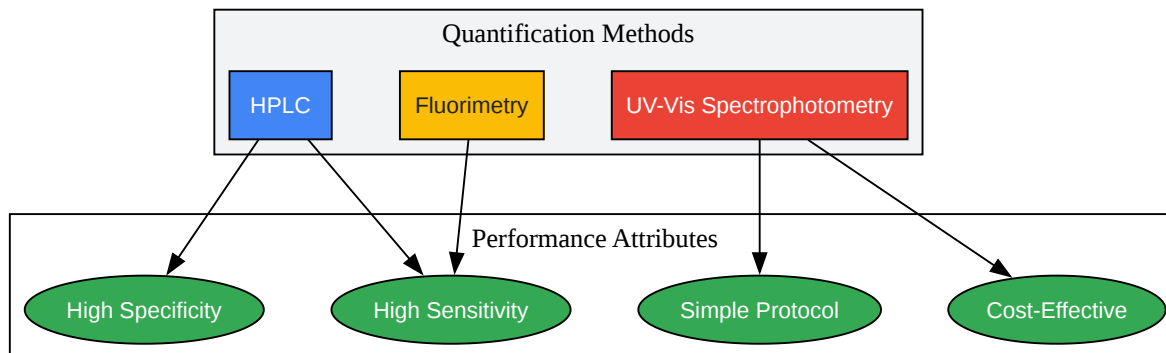 Quantification Methods
HPLC
Fluorimetry
UV-Vis Spectrophotometry
Performance Attributes
High Specificity
High Sensitivity
Simple Protocol
Cost-Effective